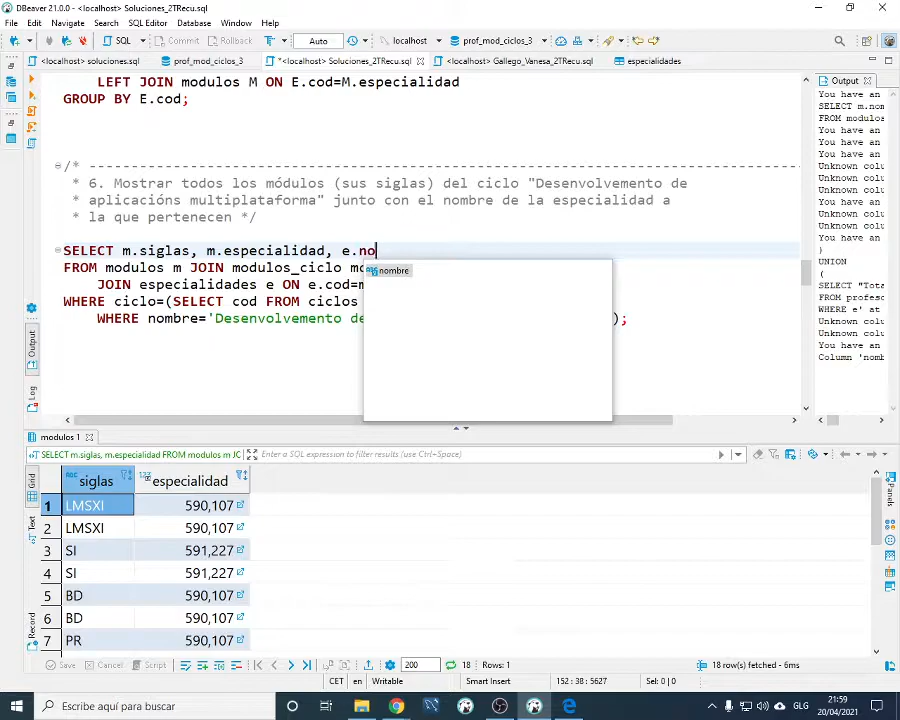 DBeaver 21.0.0 - <localhost> Soluciones_2TRecu.sql
File Edit Navigate Search SQL Editor Database Window Help
SQL Commit Rollback Auto localhost prof_mod_ciclos_3
<localhost> soluciones.sql prof_mod_ciclos_3 *<localhost> Soluciones_2TRecu.sql <localhost> Gallego_Vanesa_2TRecu.sql especialidades
LEFT JOIN modulos M ON E.cod=M.especialidad
GROUP BY E.cod;
/* ------------------------------------------------------------------------------------
* 6. Mostrar todos los módulos (sus siglas) del ciclo "Desenvolvemento de
* aplicacións multiplataforma" junto con el nombre de la especialidad a
* la que pertenecen */
SELECT m.siglas, m.especialidad, e.no
FROM modulos m JOIN modulos_ciclo
JOIN especialidades e ON e.cod=
WHERE ciclo=(SELECT cod FROM ciclos
WHERE nombre='Desenvolvemento de );
nombre
Output
You have an
SELECT m.nom
FROM modulos
You have an
You have an
You have an
Unknown colu
Unknown colu
Unknown colu
You have an
Unknown colu
Unknown colu
You have an
)
UNION
(
SELECT "Tota
FROM profeso
WHERE e' at
Unknown colu
Unknown colu
You have an
Column 'nomb
Output
Log
modulos 1
SELECT m.siglas, m.especialidad FROM modulos m JO Enter a SQL expression to filter results (use Ctrl+Space)
Grid
Text
Record
Panels
siglas especialidad
1 LMSXI 590,107
2 LMSXI 590,107
3 SI 591,227
4 SI 591,227
5 BD 590,107
6 BD 590,107
7 PR 590,107
Save Cancel Script 200 18 Rows: 1 18 row(s) fetched - 6ms
CET en Writable Smart Insert 152 : 38 : 5627 Sel: 0 | 0
Escribe aquí para buscar
GLG
21:59
20/04/2021